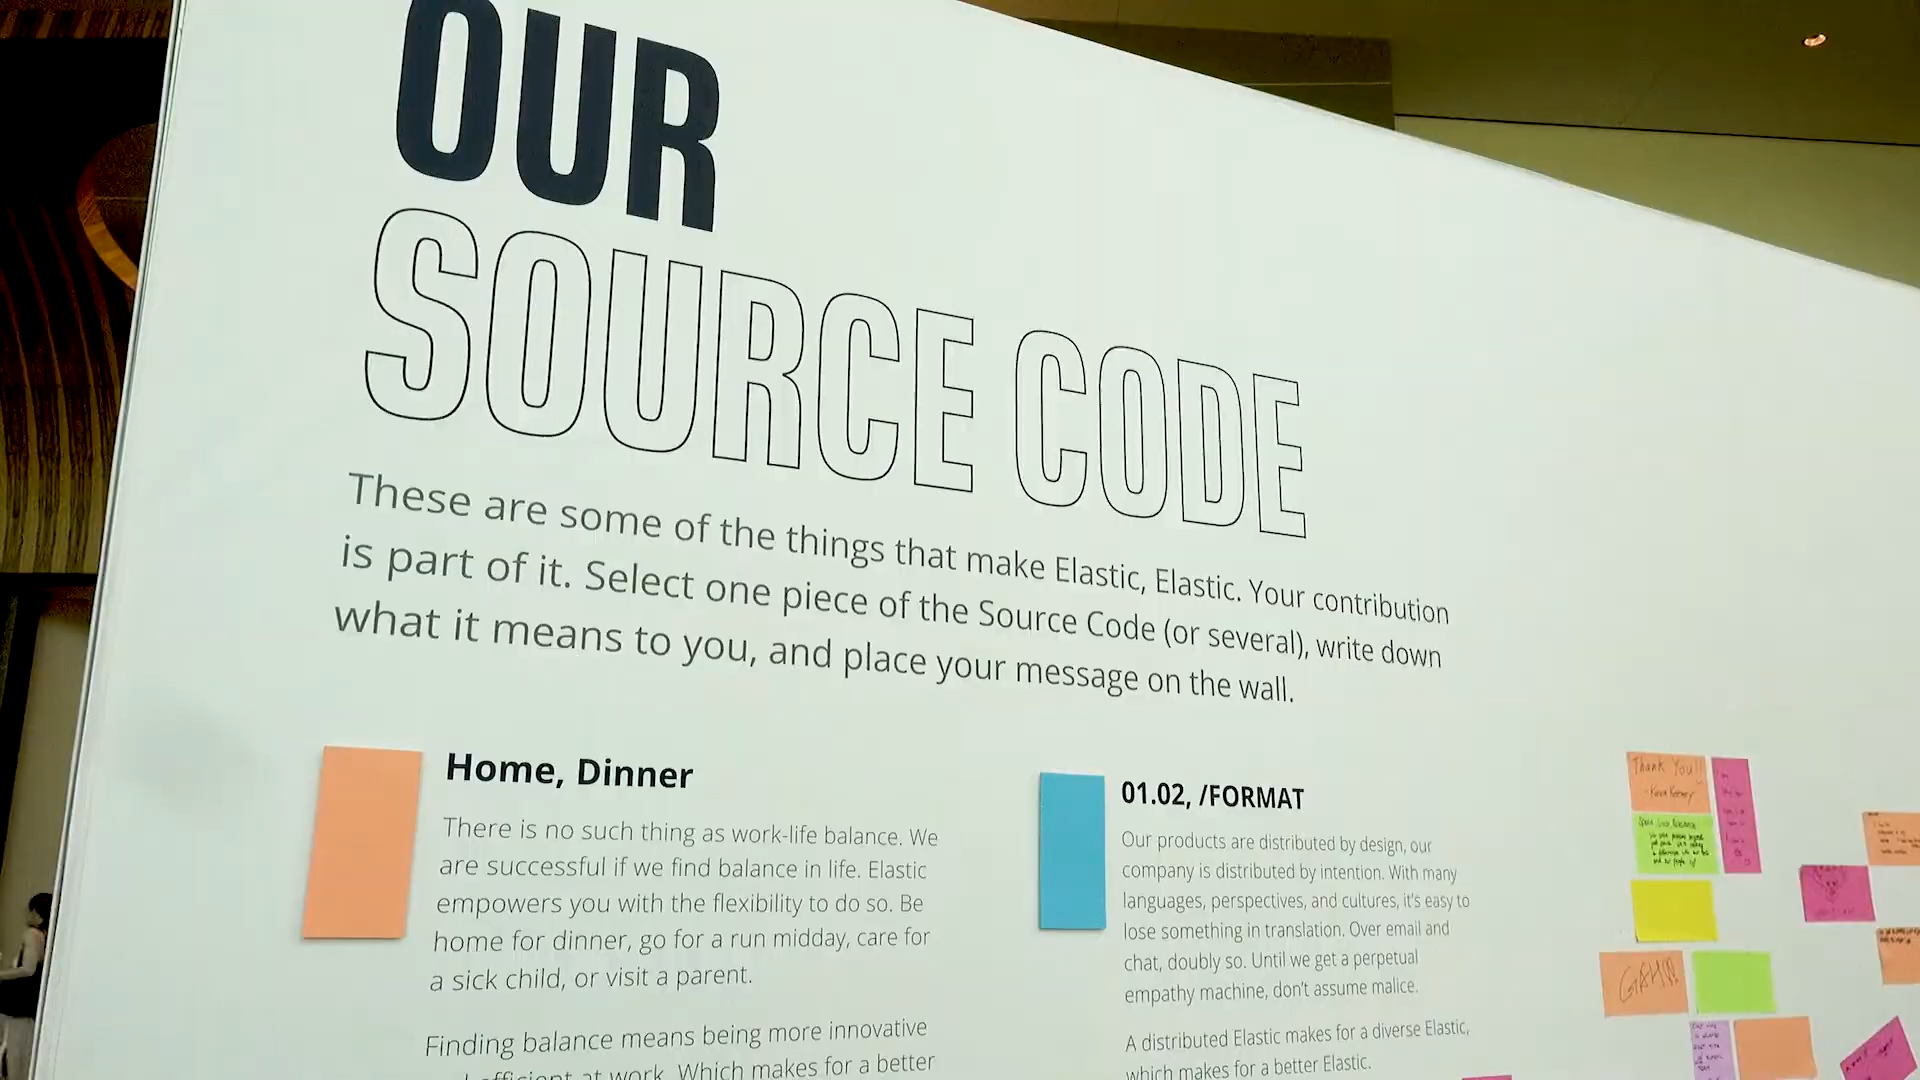 OUR
SOURCE CODE
These are some of the things that make Elastic, Elastic. Your contribution
is part of it. Select one piece of the Source Code (or several), write down
what it means to you, and place your message on the wall.
Home, Dinner
There is no such thing as work-life balance. We
are successful if we find balance in life. Elastic
empowers you with the flexibility to do so. Be
home for dinner, go for a run midday, care for
a sick child, or visit a parent.
Finding balance means being more innovative
at work. Which makes for a better
01.02, /FORMAT
Our products are distributed by design, our
company is distributed by intention. With many
languages, perspectives, and cultures, it's easy to
lose something in translation. Over email and
chat, doubly so. Until we get a perpetual
empathy machine, don't assume malice.
A distributed Elastic makes for a diverse Elastic,
which makes for a better Elastic.
Thank You!!
GAH!!